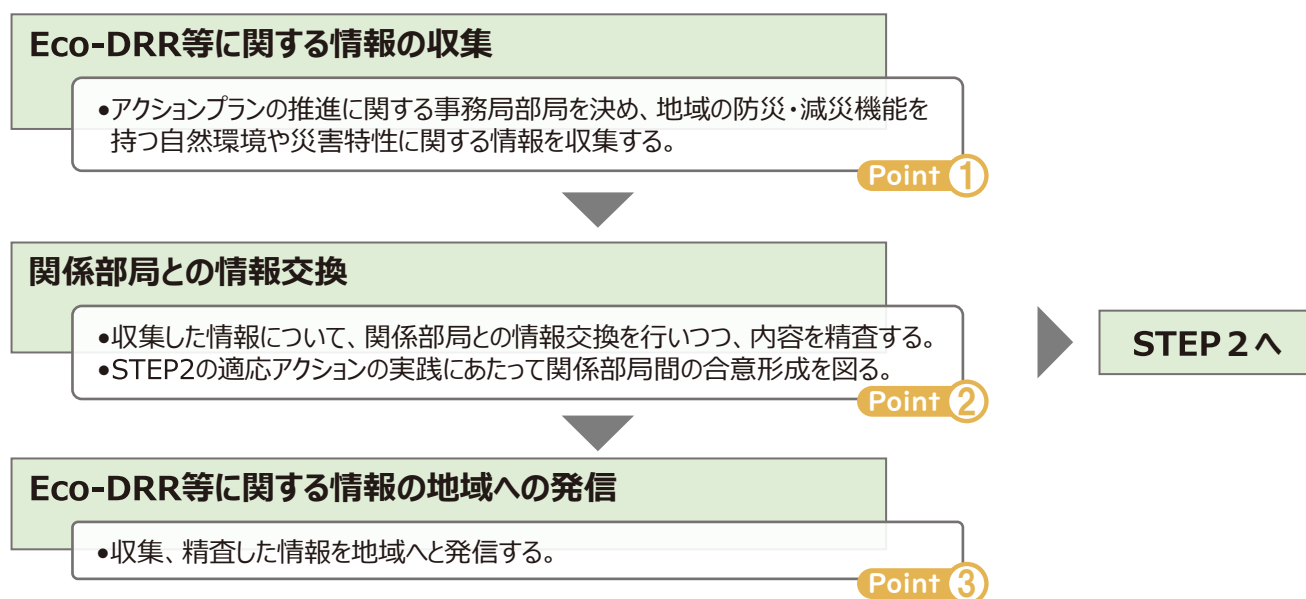 Eco-DRR等に関する情報の収集
●アクションプランの推進に関する事務局部局を決め、地域の防災・減災機能を
持つ自然環境や災害特性に関する情報を収集する。
Point 1
関係部局との情報交換
●収集した情報について、関係部局との情報交換を行いつつ、内容を精査する。
●STEP2の適応アクションの実践にあたって関係部局間の合意形成を図る。
Point 2
STEP 2へ
Eco-DRR等に関する情報の地域への発信
●収集、精査した情報を地域へと発信する。
Point 3